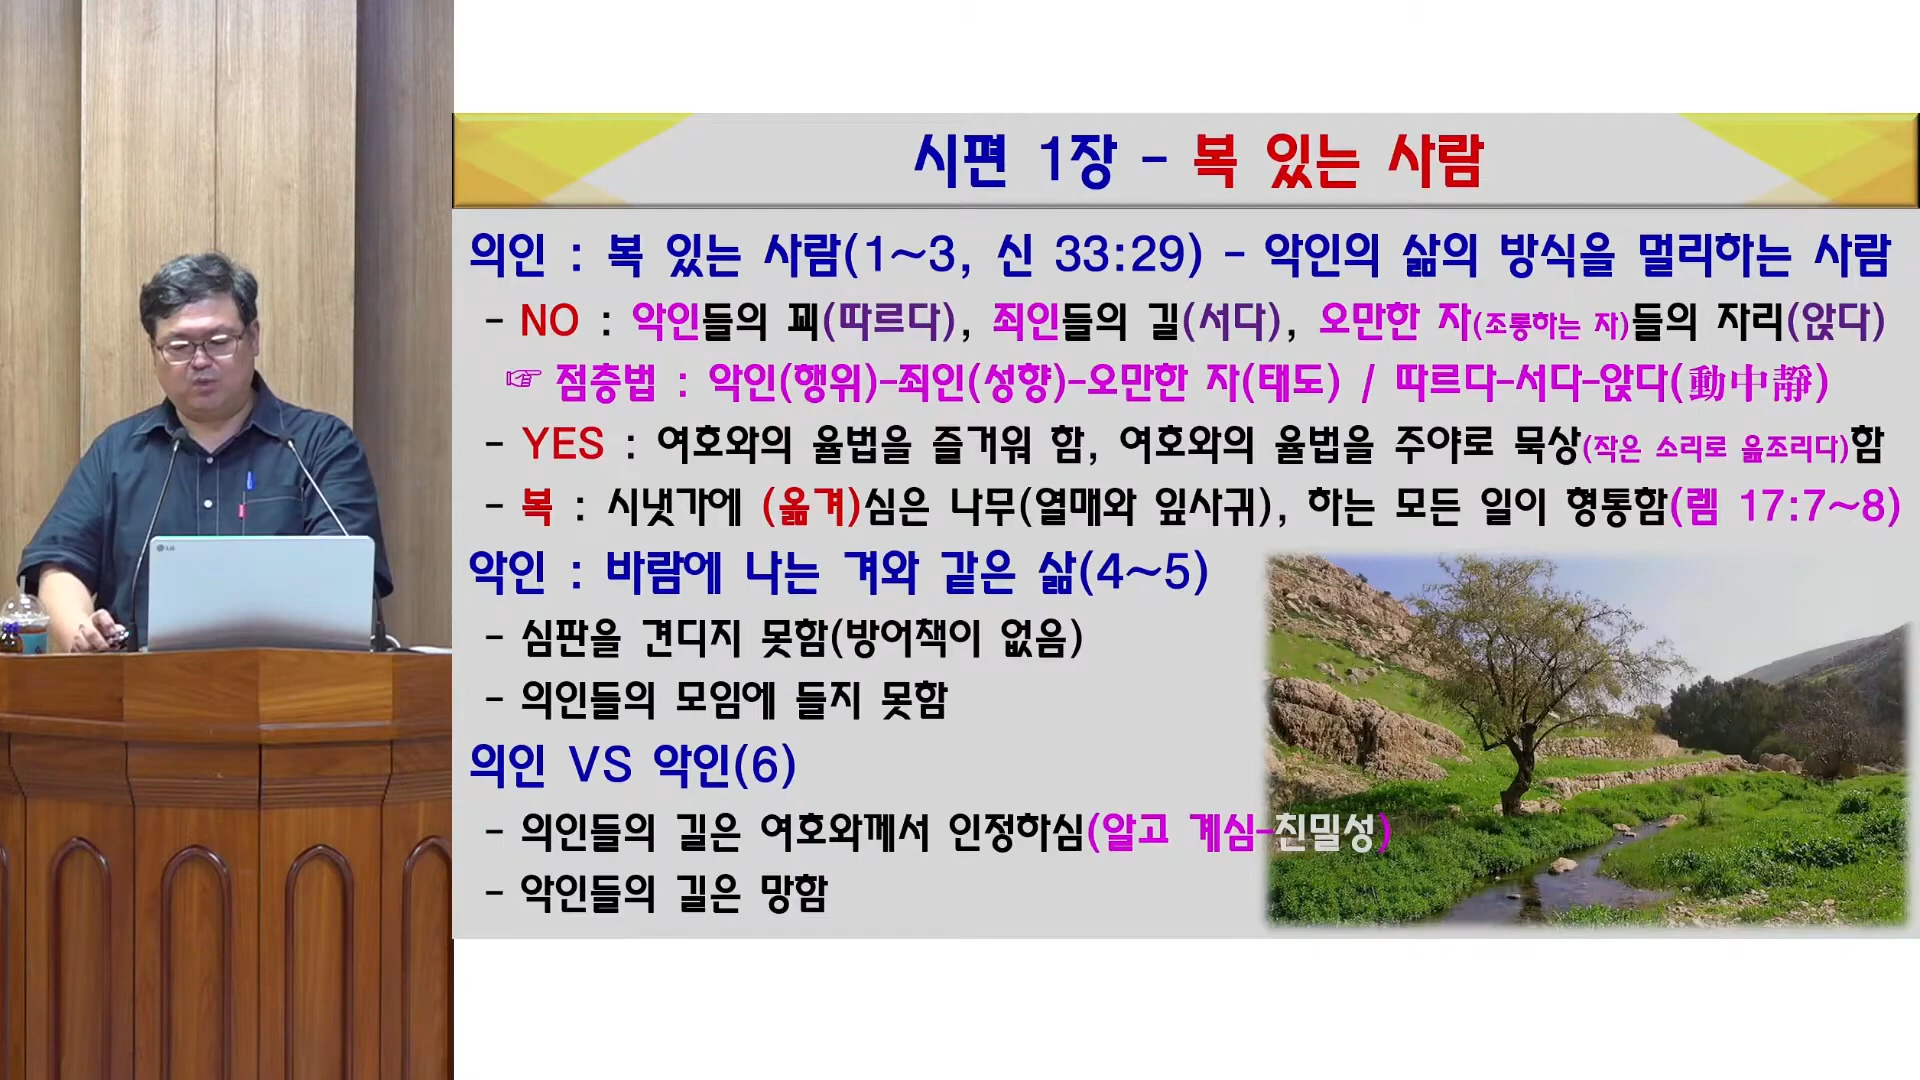 시편 1장 - 복 있는 사람
의인 : 복 있는 사람(1~3, 신 33:29) - 악인의 삶의 방식을 멀리하는 사람
- NO : 악인들의 꾀(따르다), 죄인들의 길(서다), 오만한 자(조롱하는 자)들의 자리(앉다)
☞ 점층법 : 악인(행위)-죄인(성향)-오만한 자(태도) / 따르다-서다-앉다(動中靜)
- YES : 여호와의 율법을 즐거워 함, 여호와의 율법을 주야로 묵상(작은 소리로 읊조리다)함
- 복 : 시냇가에 (옮겨)심은 나무(열매와 잎사귀), 하는 모든 일이 형통함(렘 17:7~8)
악인 : 바람에 나는 겨와 같은 삶(4~5)
- 심판을 견디지 못함(방어책이 없음)
- 의인들의 모임에 들지 못함
의인 VS 악인(6)
- 의인들의 길은 여호와께서 인정하심(알고 계심-친밀성)
- 악인들의 길은 망함
LG